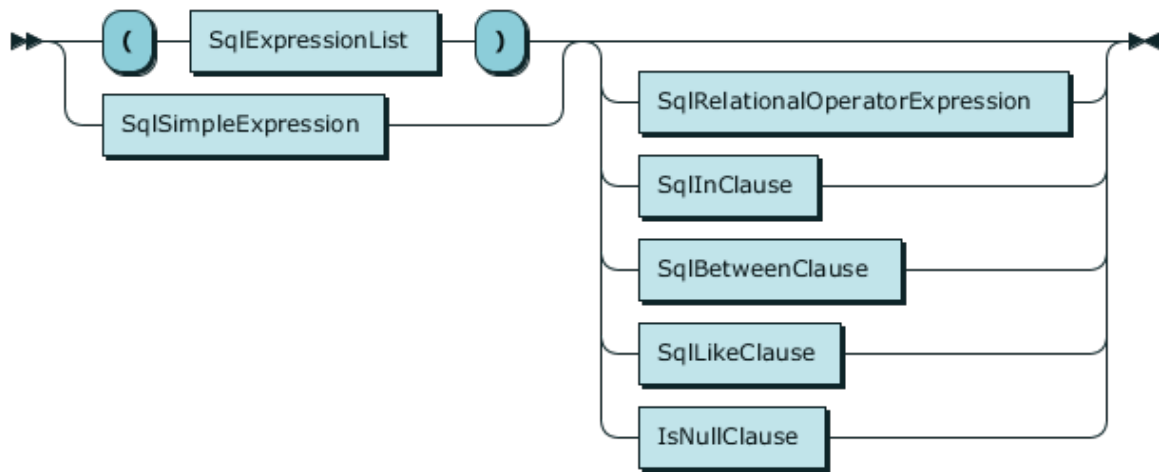 ( SqlExpressionList )
SqlRelationalOperatorExpression
SqlSimpleExpression
SqlInClause
SqlBetweenClause
SqlLikeClause
IsNullClause